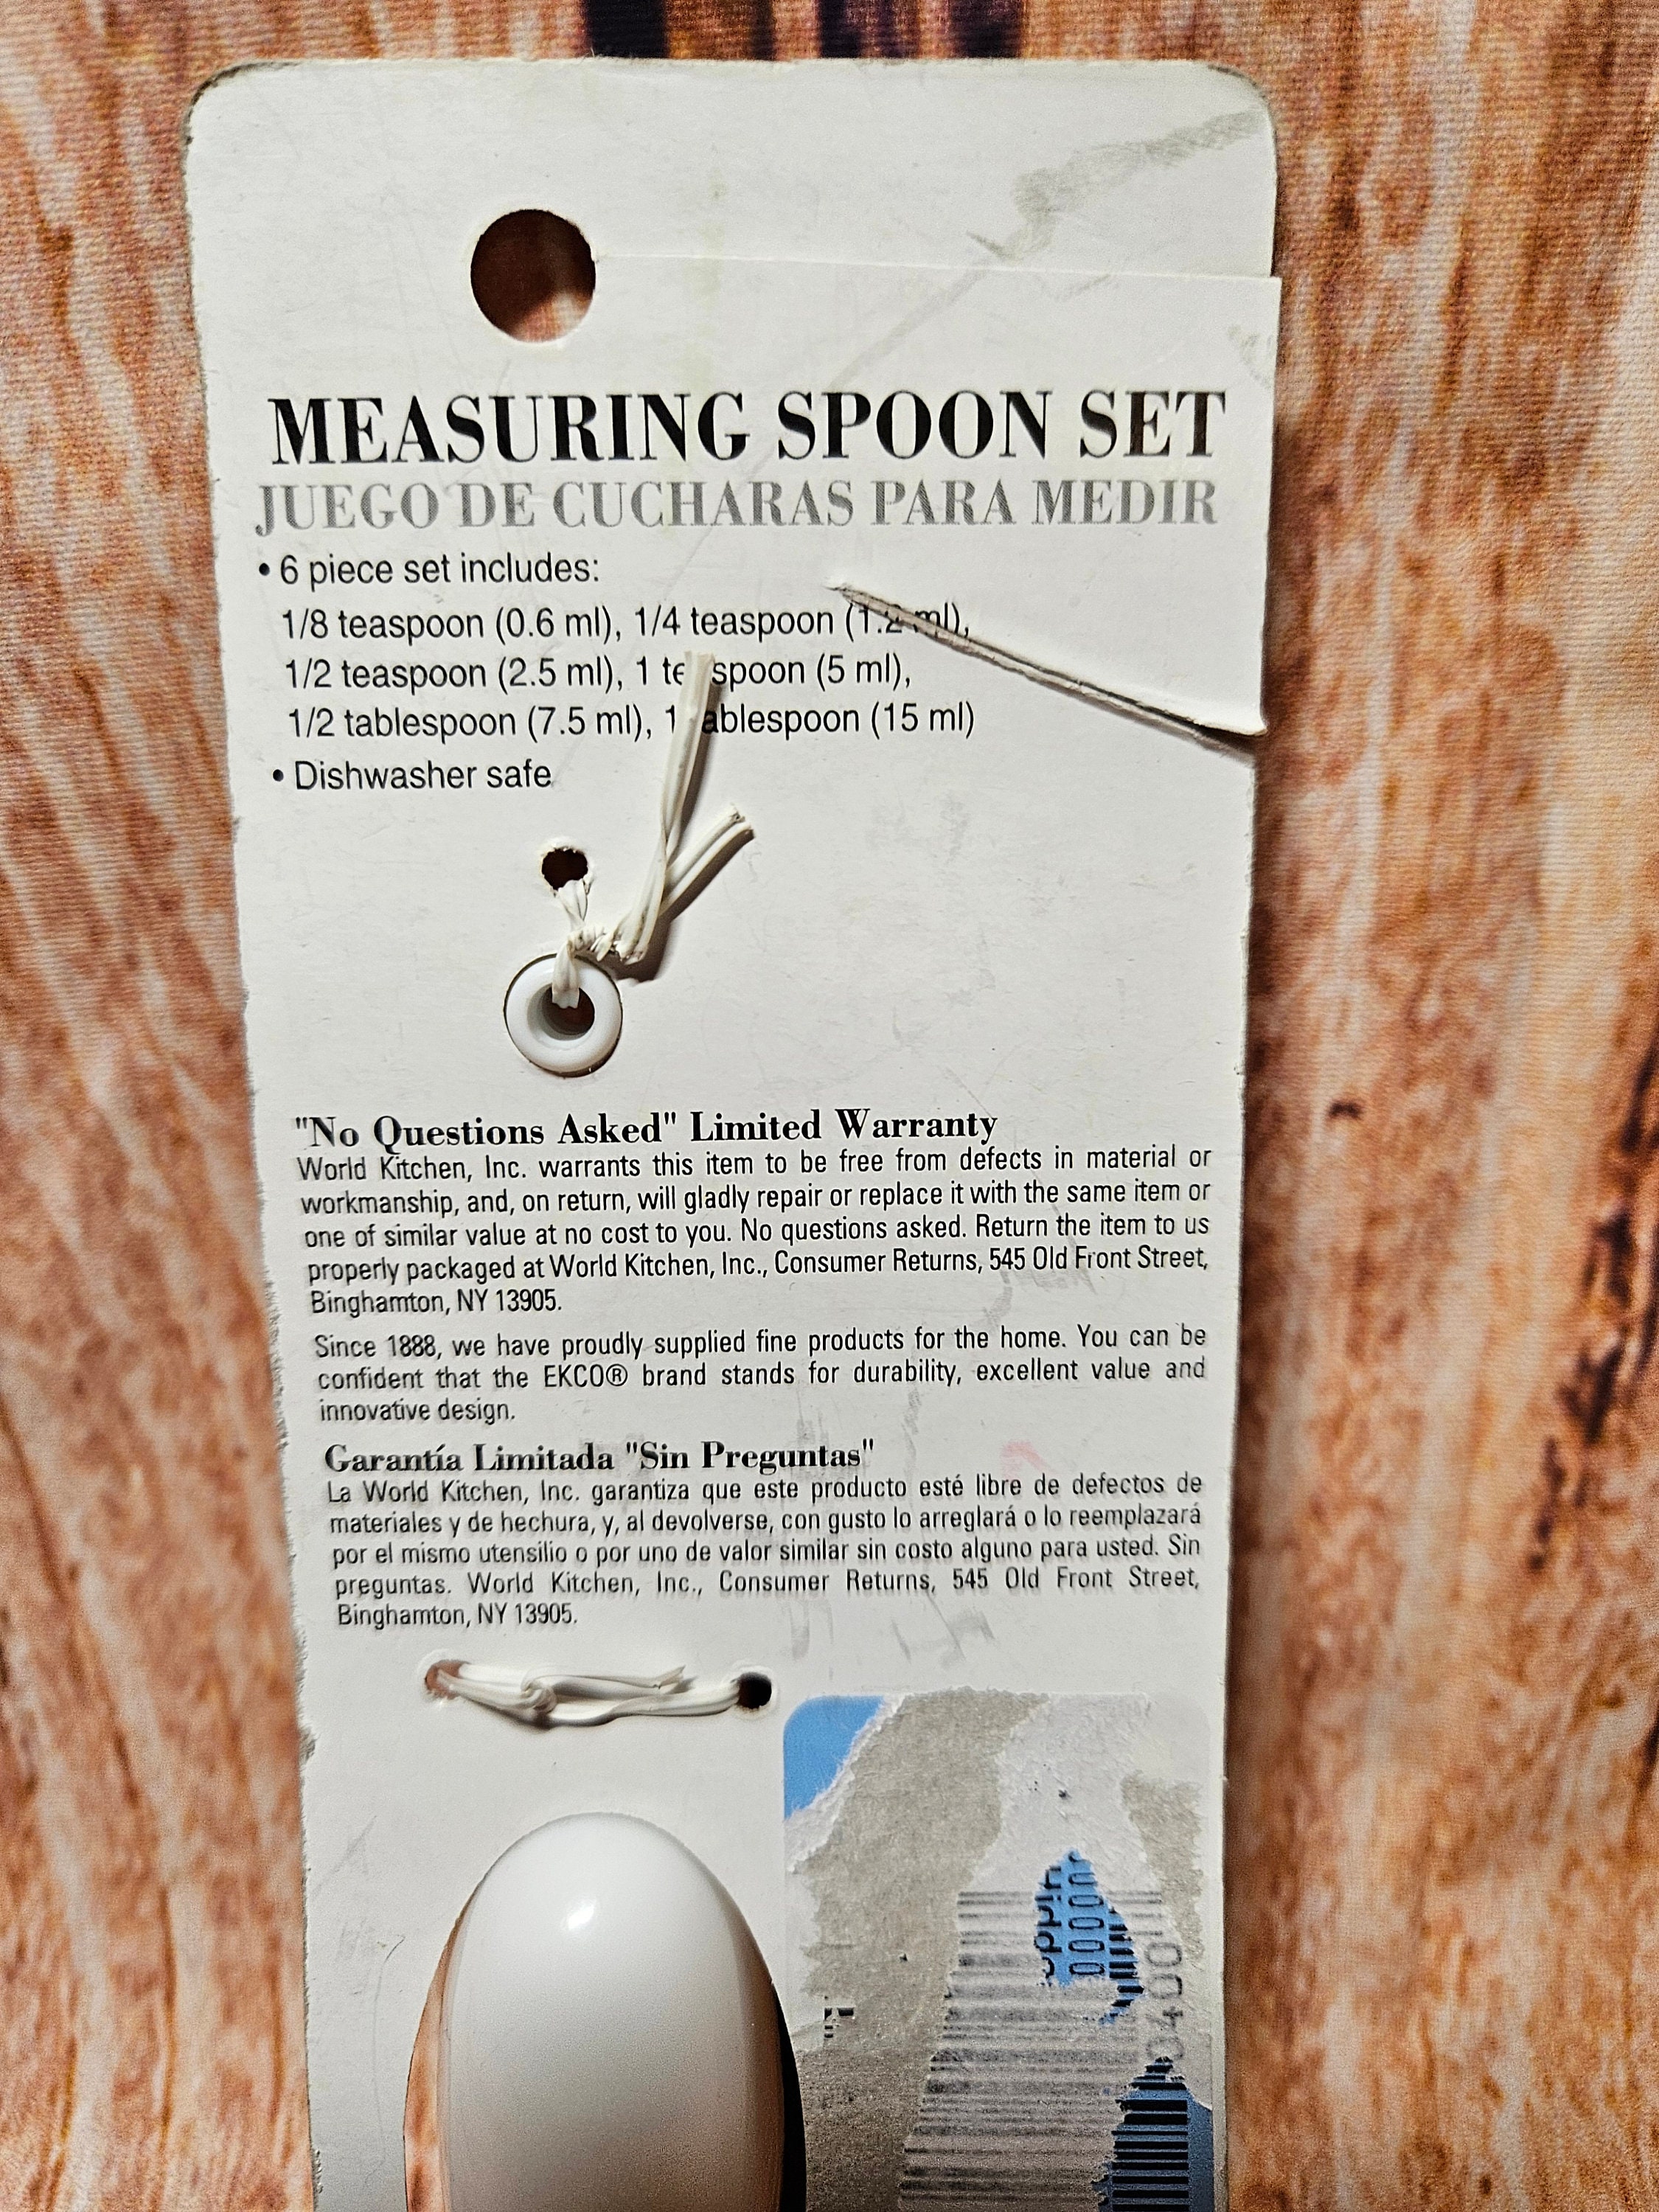 MEASURING SPOON SET
JUEGO DE CUCHARAS PARA MEDIR
• 6 piece set includes:
1/8 teaspoon (0.6 ml), 1/4 teaspoon (1.2 ml),
1/2 teaspoon (2.5 ml), 1 teaspoon (5 ml),
1/2 tablespoon (7.5 ml), 1 tablespoon (15 ml)
• Dishwasher safe
"No Questions Asked" Limited Warranty
World Kitchen, Inc. warrants this item to be free from defects in material or
workmanship, and, on return, will gladly repair or replace it with the same item or
one of similar value at no cost to you. No questions asked. Return the item to us
properly packaged at World Kitchen, Inc., Consumer Returns, 545 Old Front Street,
Binghamton, NY 13905.
Since 1888, we have proudly supplied fine products for the home. You can be
confident that the EKCO® brand stands for durability, excellent value and
innovative design.
Garantía Limitada "Sin Preguntas"
La World Kitchen, Inc. garantiza que este producto esté libre de defectos de
materiales y de hechura, y, al devolverse, con gusto lo arreglará o lo reemplazará
por el mismo utensilio o por uno de valor similar sin costo alguno para usted. Sin
preguntas. World Kitchen, Inc., Consumer Returns, 545 Old Front Street,
Binghamton, NY 13905.